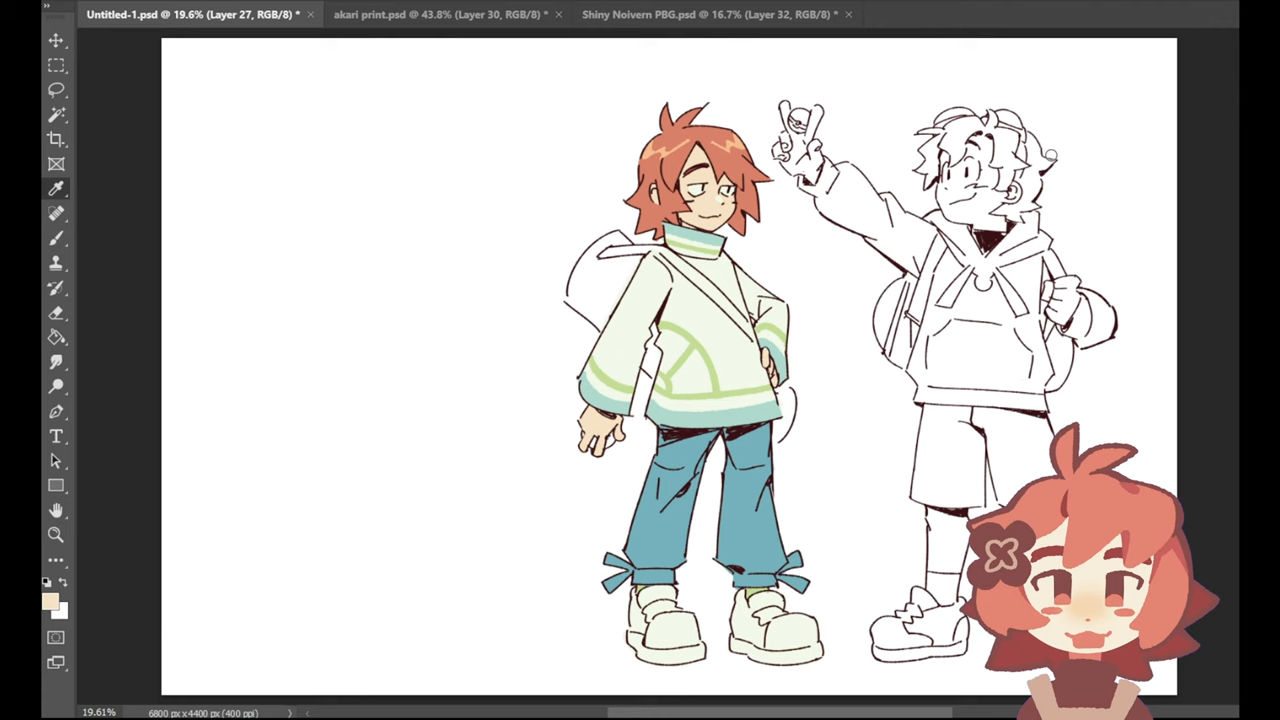 Untitled-1.psd @ 19.6% (Layer 27, RGB/8) * akari print.psd @ 43.8% (Layer 30, RGB/8) * Shiny Noivern PBG.psd @ 16.7% (Layer 32, RGB/8) *
19.61% 6800 px x 4400 px (400 ppi)